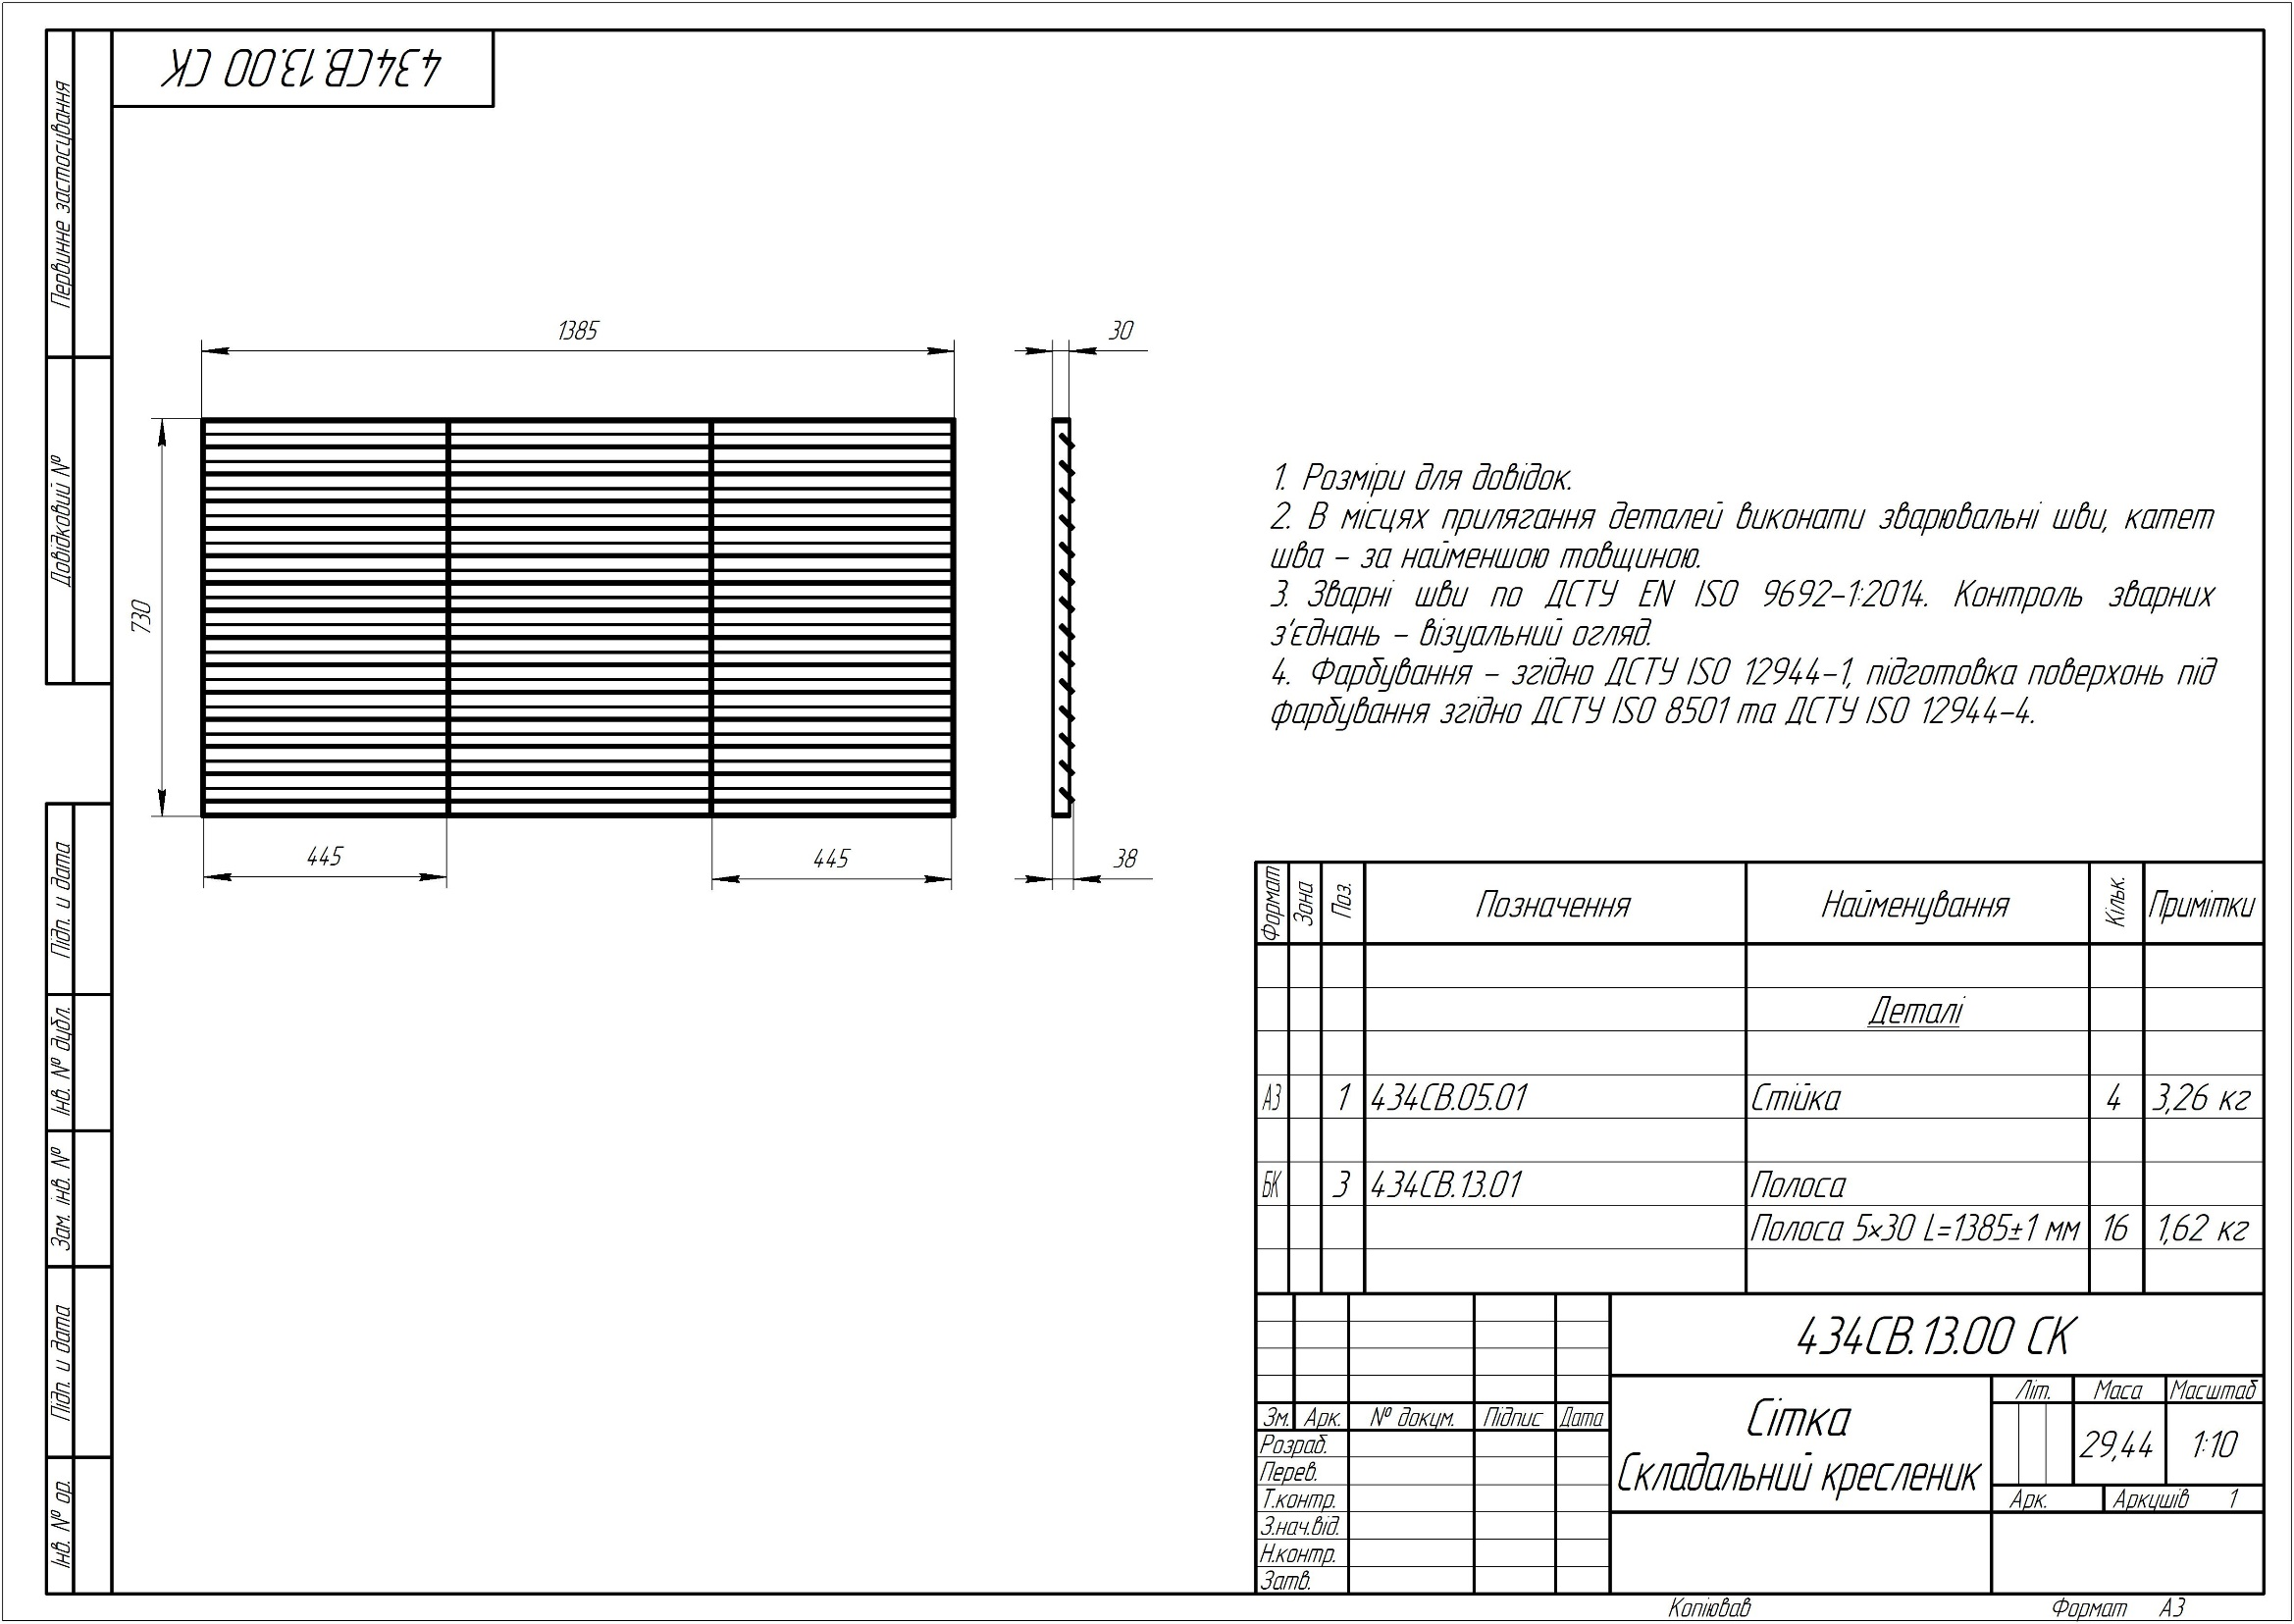 434СВ.13.00 СК
Первинне застосування
Довідковий №
Підп. и дата
Інв. № дубл.
Зам. інв. №
Підп. и дата
Інв. № ор.
1385
30
730
445
445
38
1. Розміри для довідок.
2. В місцях прилягання деталей виконати зварювальні шви, катет
шва – за найменшою товщиною.
3. Зварні шви по ДСТУ EN ISO 9692–1:2014. Контроль зварних
з'єднань – візуальний огляд.
4. Фарбування – згідно ДСТУ ISO 12944–1, підготовка поверхонь під
фарбування згідно ДСТУ ISO 8501 та ДСТУ ISO 12944–4.
Формат Зона Поз. Позначення Найменування Кільк. Примітки
Деталі
А3 1 434СВ.05.01 Стійка 4 3,26 кг
БК 3 434СВ.13.01 Полоса
Полоса 5×30 L=1385±1 мм 16 1,62 кг
434СВ.13.00 СК
Зм. Арк. № докум. Підпис Дата
Розраб.
Перев.
Т.контр.
З.нач.від.
Н.контр.
Затв.
Сітка
Складальний кресленик
Літ. Маса Масштаб
29,44 1:10
Арк. Аркушів 1
Копіював Формат А3